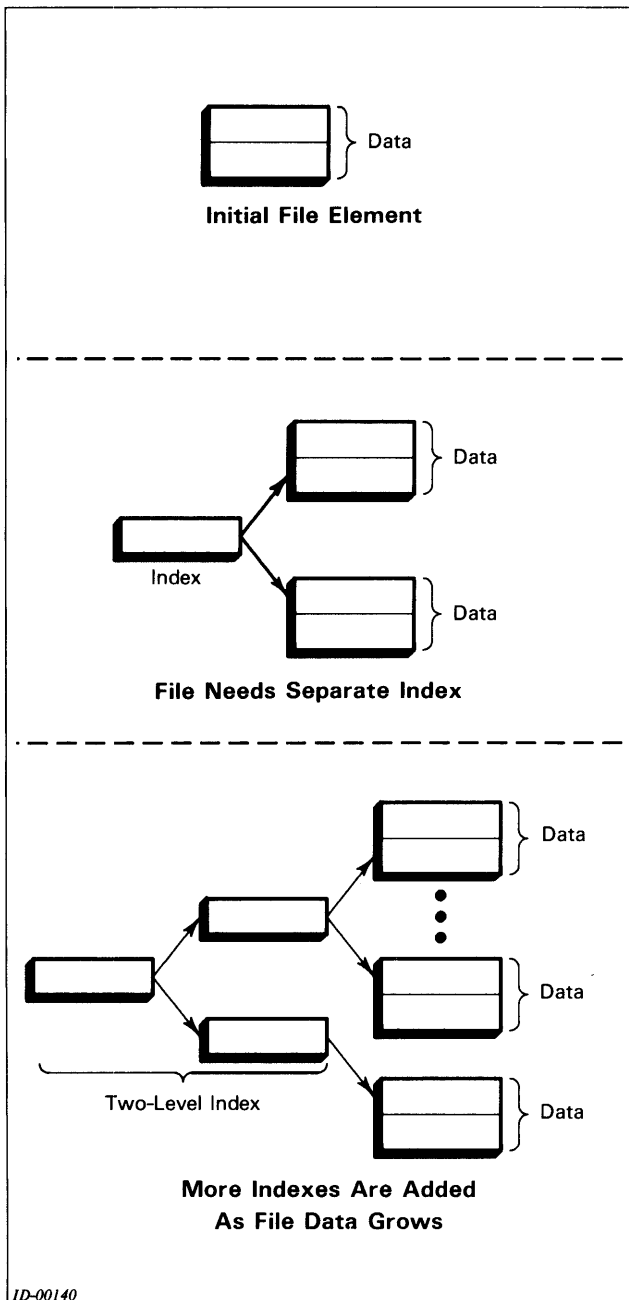 Data
Initial File Element
Data
Index
Data
File Needs Separate Index
Data
Data
Two-Level Index
Data
More Indexes Are Added
As File Data Grows
ID-00140